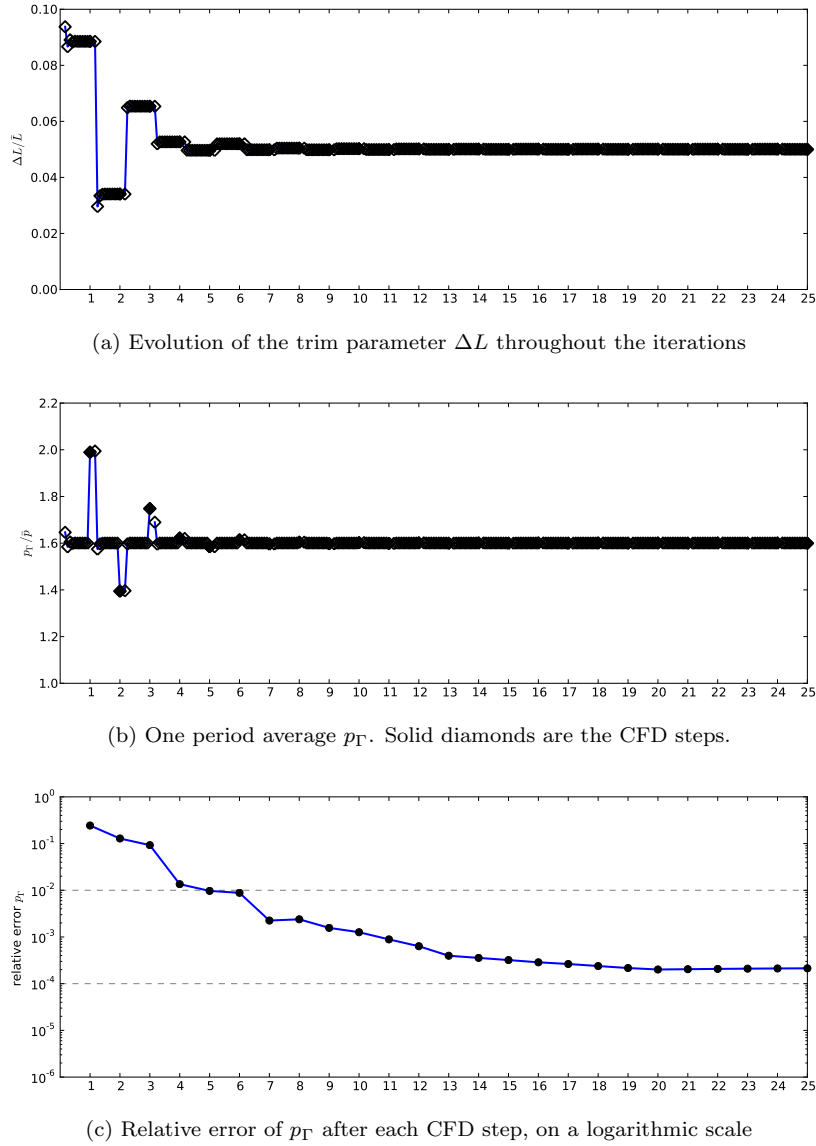 0.10
0.08
0.06
0.04
0.02
0.00
ΔL/L̄
1 2 3 4 5 6 7 8 9 10 11 12 13 14 15 16 17 18 19 20 21 22 23 24 25
(a) Evolution of the trim parameter ΔL throughout the iterations
2.2
2.0
1.8
1.6
1.4
1.2
1.0
p_Γ/p̄
1 2 3 4 5 6 7 8 9 10 11 12 13 14 15 16 17 18 19 20 21 22 23 24 25
(b) One period average p_Γ. Solid diamonds are the CFD steps.
10^0
10^-1
10^-2
10^-3
10^-4
10^-5
10^-6
relative error p_Γ
1 2 3 4 5 6 7 8 9 10 11 12 13 14 15 16 17 18 19 20 21 22 23 24 25
(c) Relative error of p_Γ after each CFD step, on a logarithmic scale